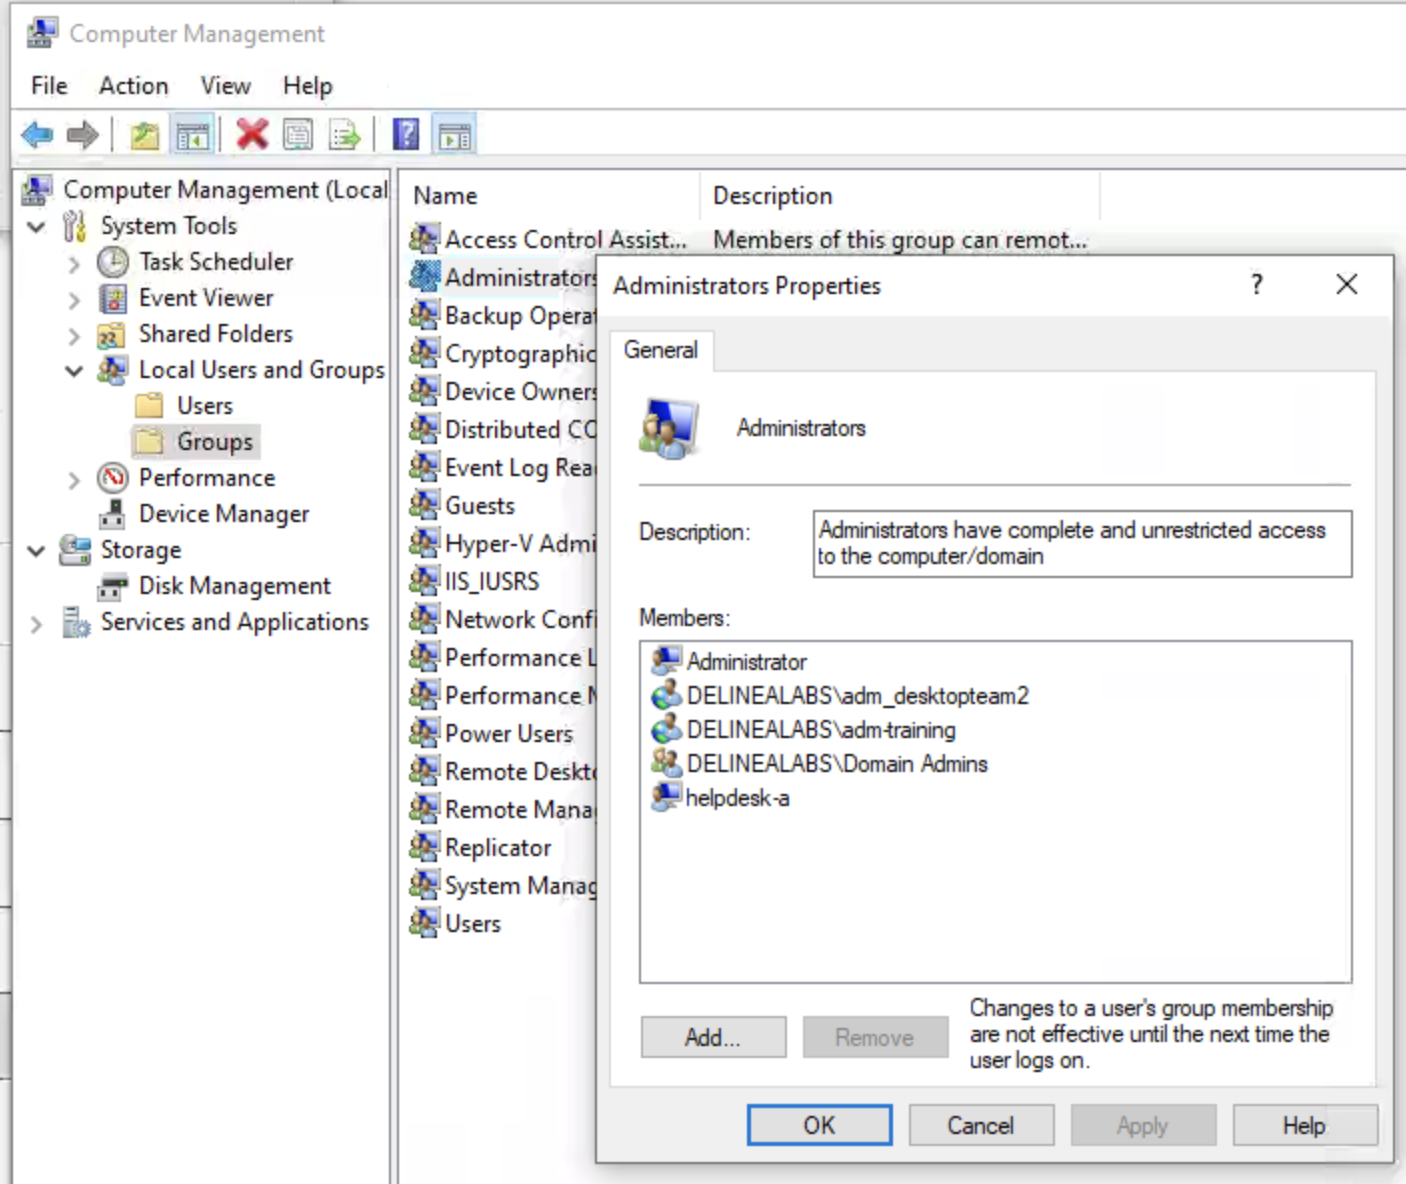 Computer Management
File Action View Help
Computer Management (Local
System Tools
Task Scheduler
Event Viewer
Shared Folders
Local Users and Groups
Users
Groups
Performance
Device Manager
Storage
Disk Management
Services and Applications
Name Description
Access Control Assist... Members of this group can remot...
Administrators
Backup Operat
Cryptographic
Device Owners
Distributed CO
Event Log Rea
Guests
Hyper-V Admi
IIS_IUSRS
Network Confi
Performance L
Performance M
Power Users
Remote Deskto
Remote Mana
Replicator
System Manag
Users
Administrators Properties
?
General
Administrators
Description:
Administrators have complete and unrestricted access
to the computer/domain
Members:
Administrator
DELINEALABS\adm_desktopteam2
DELINEALABS\adm-training
DELINEALABS\Domain Admins
helpdesk-a
Add... Remove
Changes to a user's group membership
are not effective until the next time the
user logs on.
OK Cancel Apply Help